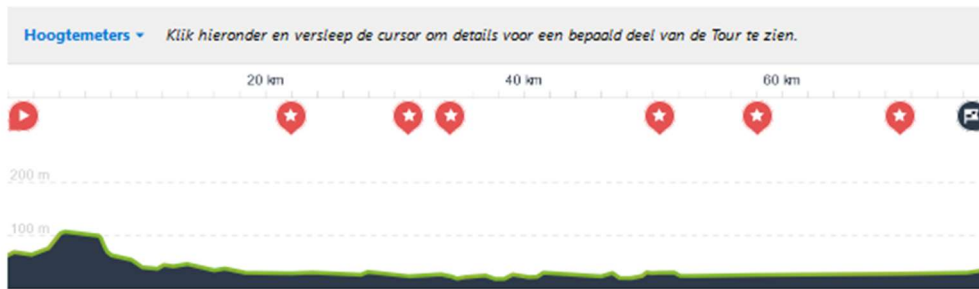 Hoogtemeters Klik hieronder en versleep de cursor om details voor een bepaald deel van de Tour te zien.
20 km 40 km 60 km
200 m
100 m